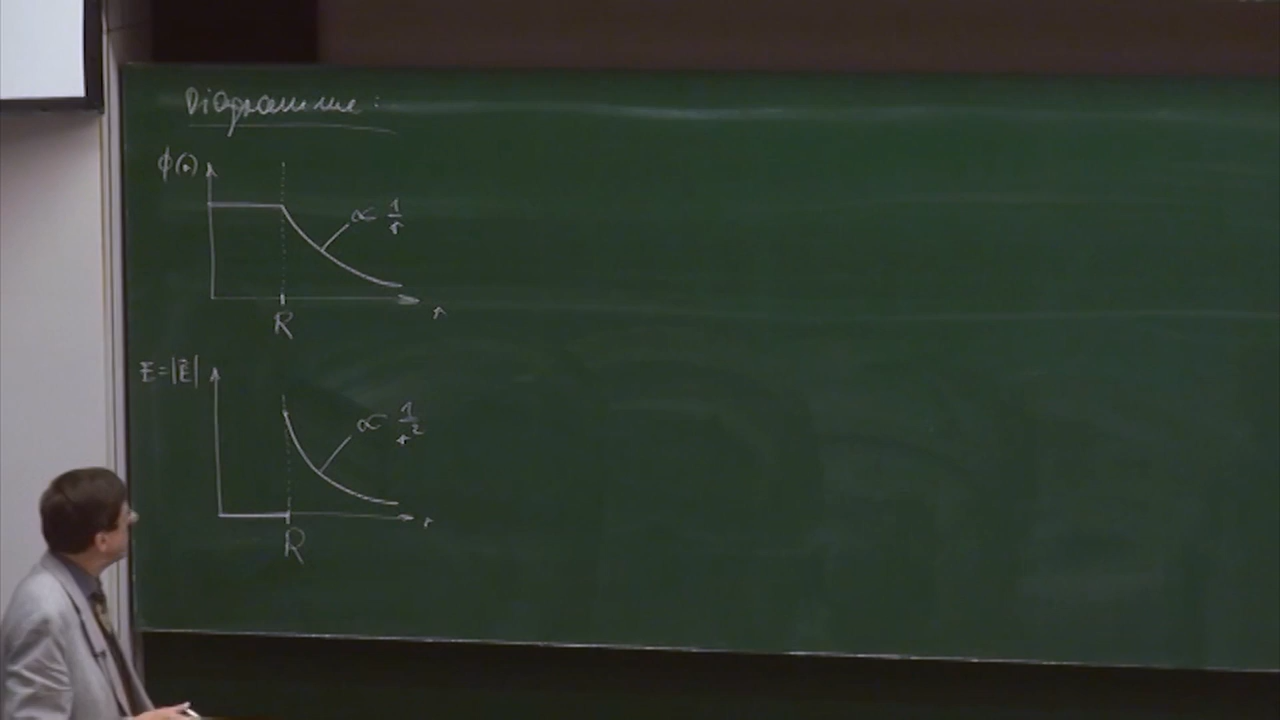 Diagramme:
ϕ(r)
∝ 1/r
R
r
E=|E⃗|
∝ 1/r²
r
R